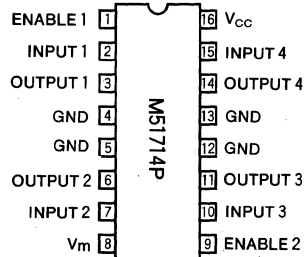 ENABLE 1 1 16 Vcc
INPUT 1 2 15 INPUT 4
OUTPUT 1 3 14 OUTPUT 4
GND 4 13 GND
GND 5 12 GND
OUTPUT 2 6 11 OUTPUT 3
INPUT 2 7 10 INPUT 3
Vm 8 9 ENABLE 2
M51714P